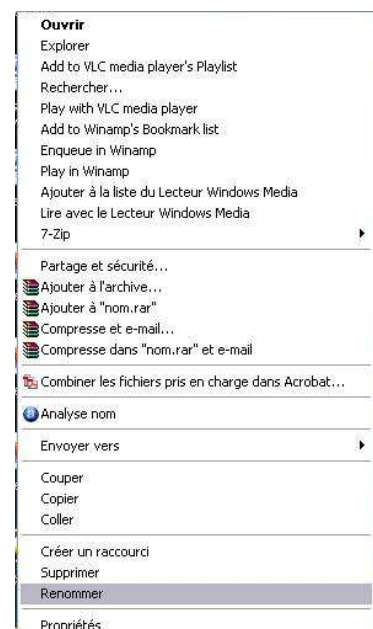 Ouvrir
Explorer
Add to VLC media player's Playlist
Rechercher...
Play with VLC media player
Add to Winamp's Bookmark list
Enqueue in Winamp
Play in Winamp
Ajouter à la liste du Lecteur Windows Media
Lire avec le Lecteur Windows Media
7-Zip
Partage et sécurité...
Ajouter à l'archive...
Ajouter à "nom.rar"
Compresse et e-mail...
Compresse dans "nom.rar" et e-mail
Combiner les fichiers pris en charge dans Acrobat...
Analyse nom
Envoyer vers
Couper
Copier
Coller
Créer un raccourci
Supprimer
Renommer
Propriétés